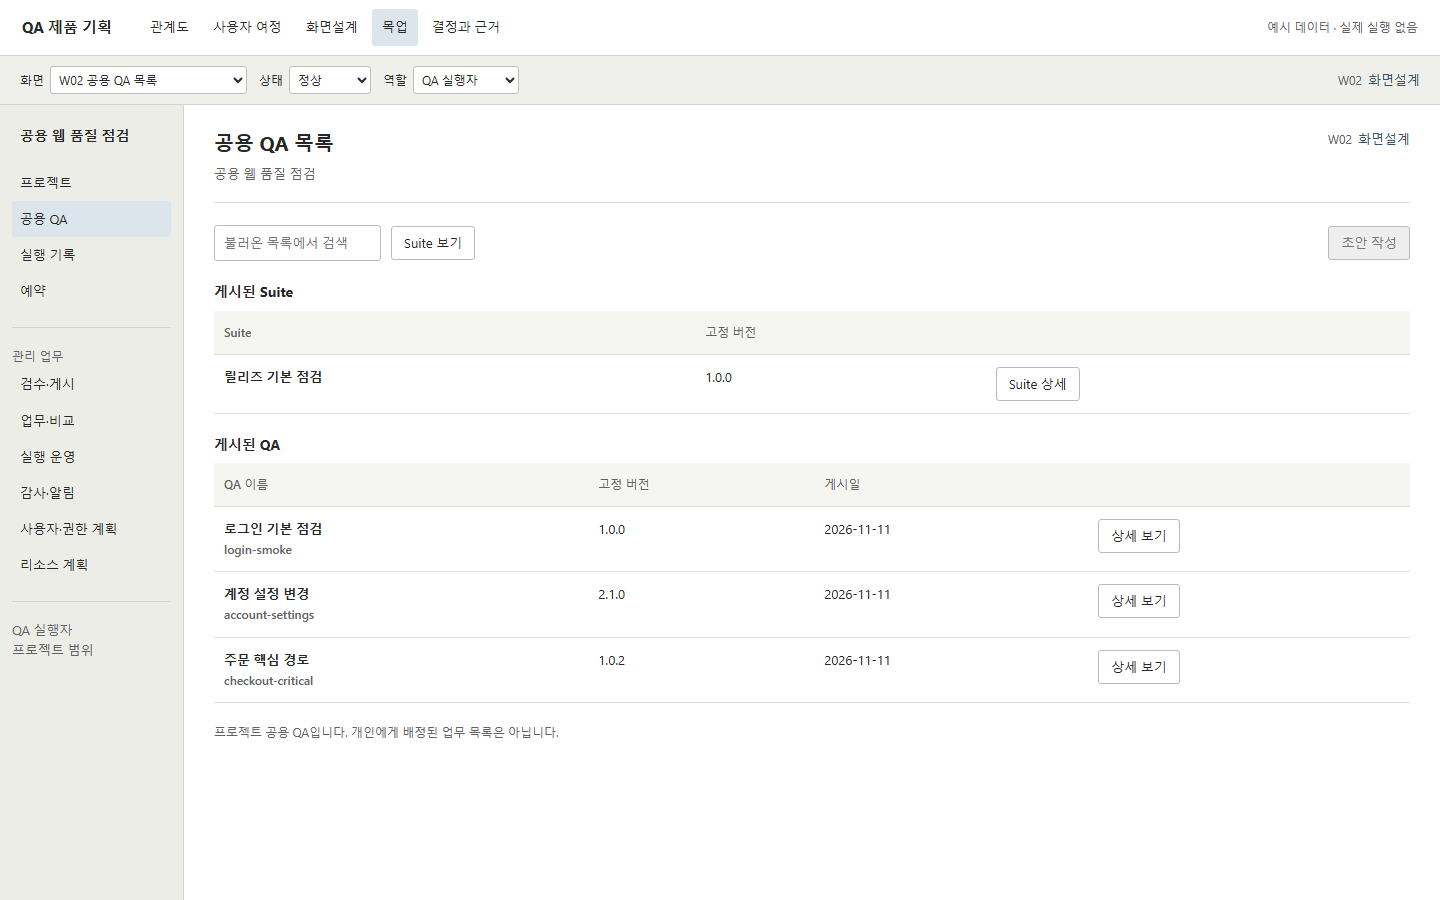 QA 제품 기획 관계도 사용자 여정 화면설계 목업 결정과 근거 예시 데이터 · 실제 실행 없음
화면 W02 공용 QA 목록 상태 정상 역할 QA 실행자 W02 화면설계
공용 웹 품질 점검
프로젝트
공용 QA
실행 기록
예약
관리 업무
검수·게시
업무·비교
실행 운영
감사·알림
사용자·권한 계획
리소스 계획
QA 실행자
프로젝트 범위
공용 QA 목록 W02 화면설계
공용 웹 품질 점검
불러온 목록에서 검색 Suite 보기 초안 작성
게시된 Suite
Suite 고정 버전
릴리즈 기본 점검 1.0.0 Suite 상세
게시된 QA
QA 이름 고정 버전 게시일
로그인 기본 점검 1.0.0 2026-11-11 상세 보기
login-smoke
계정 설정 변경 2.1.0 2026-11-11 상세 보기
account-settings
주문 핵심 경로 1.0.2 2026-11-11 상세 보기
checkout-critical
프로젝트 공용 QA입니다. 개인에게 배정된 업무 목록은 아닙니다.